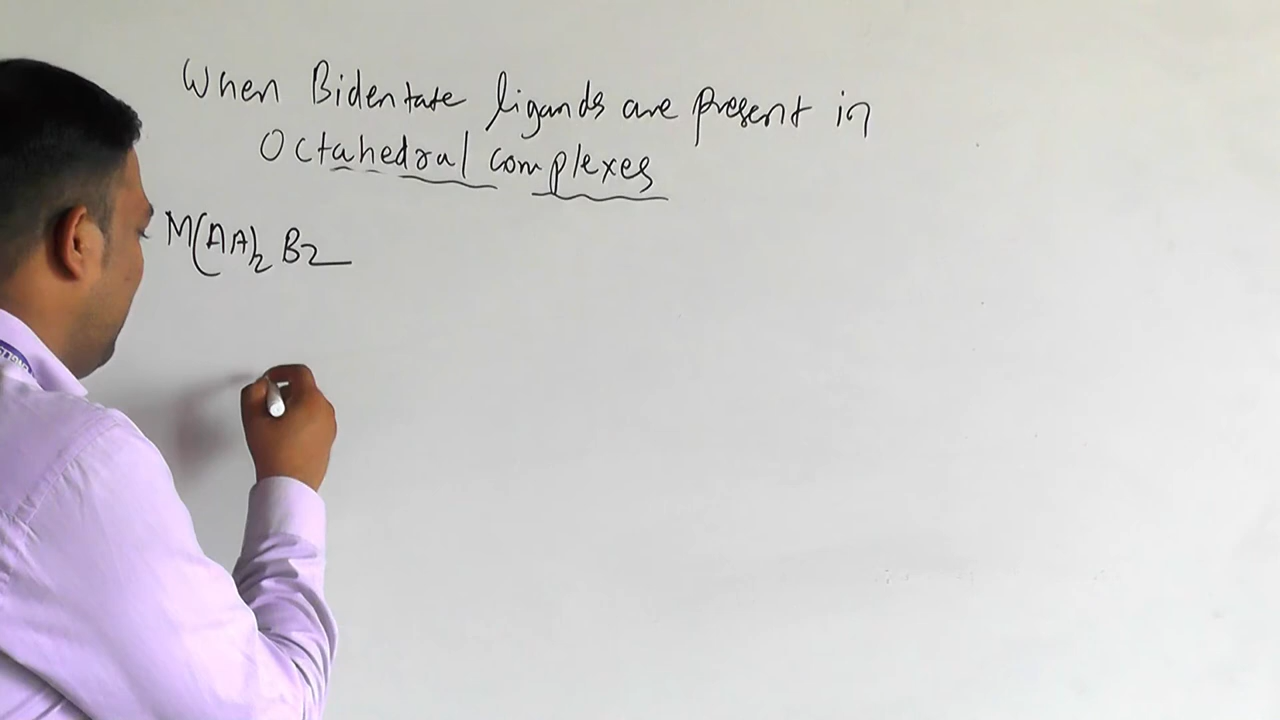 When Bidentate ligands are present in
Octahedral complexes
M(AA)2 B2